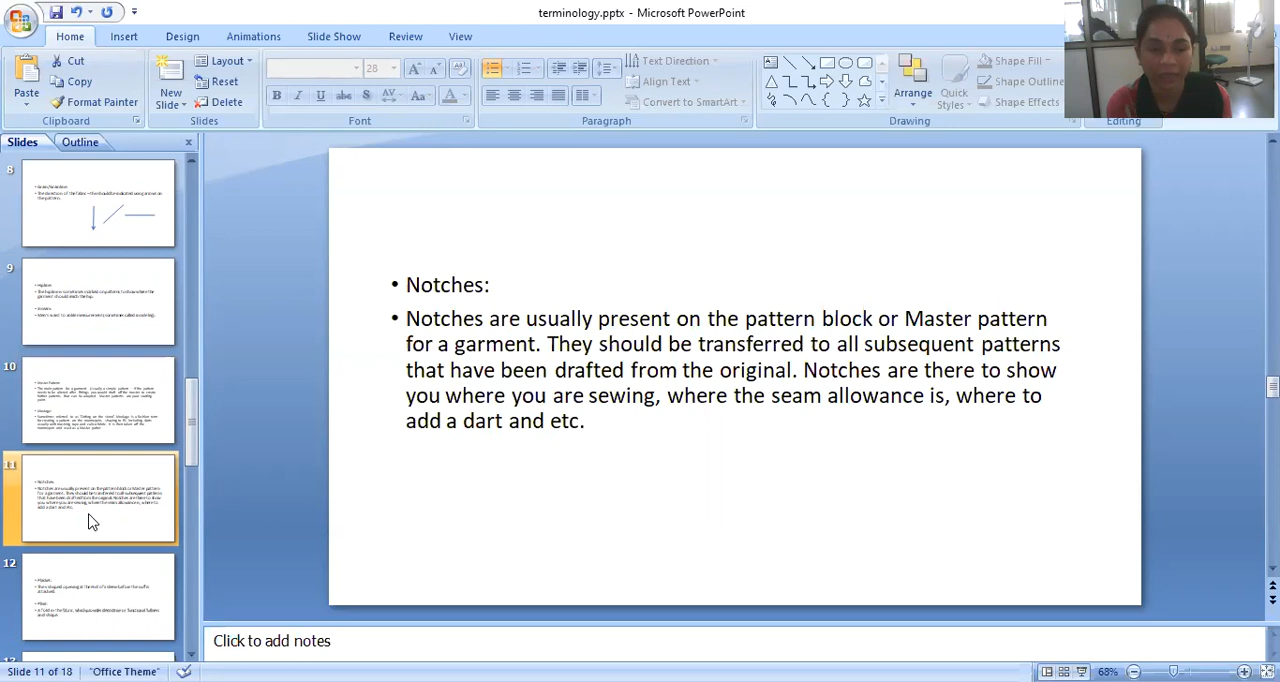 terminology.pptx - Microsoft PowerPoint
Home Insert Design Animations Slide Show Review View
Paste
Cut
Copy
Format Painter
Clipboard
New Slide
Layout
Reset
Delete
Slides
28
B I U abc S AV Aa A
Font
Text Direction
Align Text
Convert to SmartArt
Paragraph
Arrange
Quick Styles
Shape Fill
Shape Outline
Shape Effects
Drawing
Editing
Slides Outline
8
9
10
11
12
• Notches:
• Notches are usually present on the pattern block or Master pattern
for a garment. They should be transferred to all subsequent patterns
that have been drafted from the original. Notches are there to show
you where you are sewing, where the seam allowance is, where to
add a dart and etc.
Click to add notes
Slide 11 of 18 "Office Theme" 68%